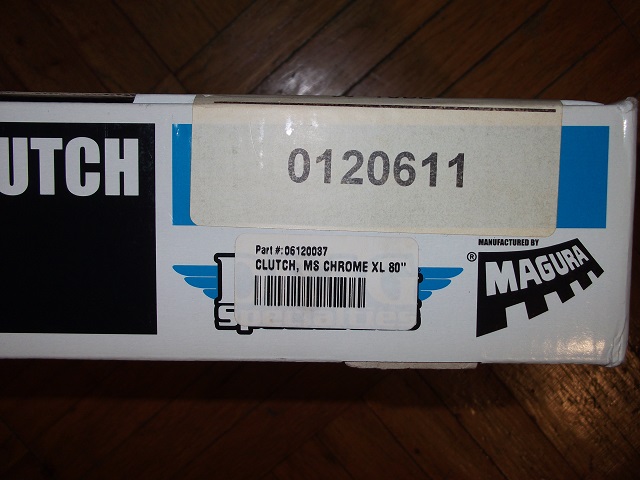 UTCH
0120611
Part #: 06120037
CLUTCH, MS CHROME XL 80"
MANUFACTURED BY
® MAGURA